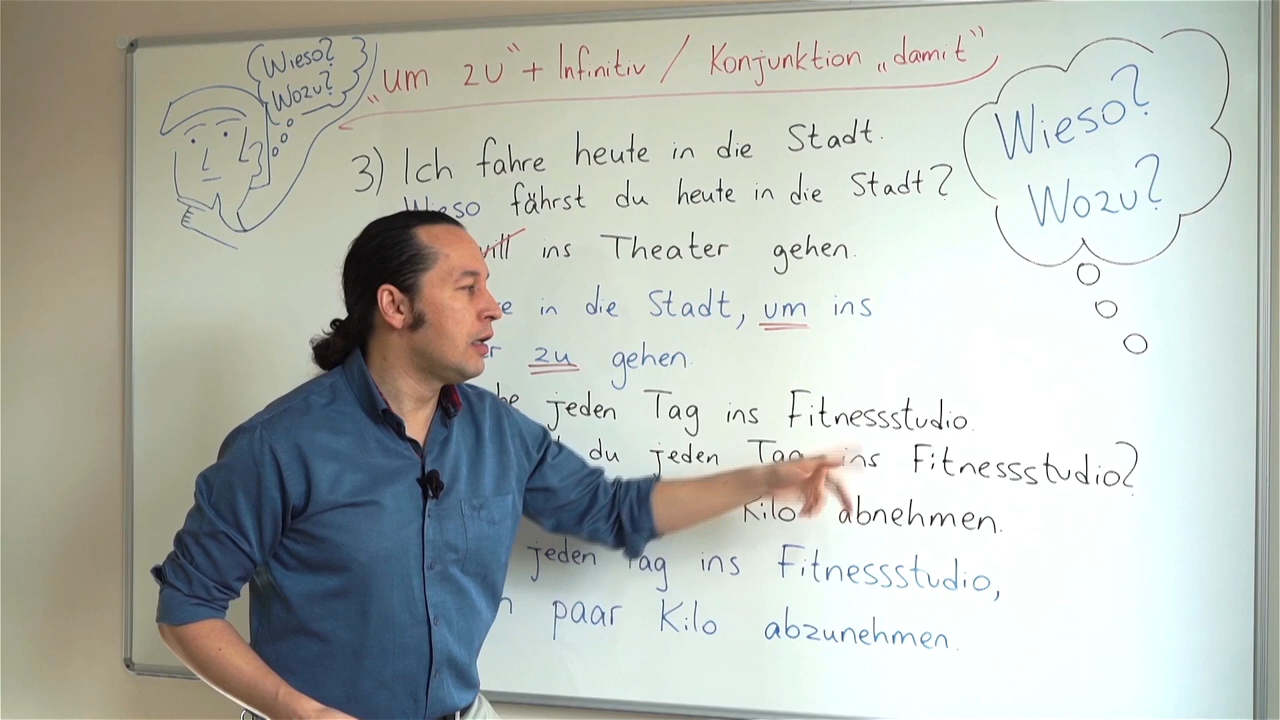 Wieso?
Wozu?
„um zu“ + Infinitiv / Konjunktion „damit“
Wieso?
Wozu?
3) Ich fahre heute in die Stadt.
Wieso fährst du heute in die Stadt?
will ins Theater gehen.
in die Stadt, um ins
zu gehen.
jeden Tag ins Fitnessstudio.
du jeden Tag ins Fitnessstudio?
Kilo abnehmen.
jeden Tag ins Fitnessstudio,
paar Kilo abzunehmen.